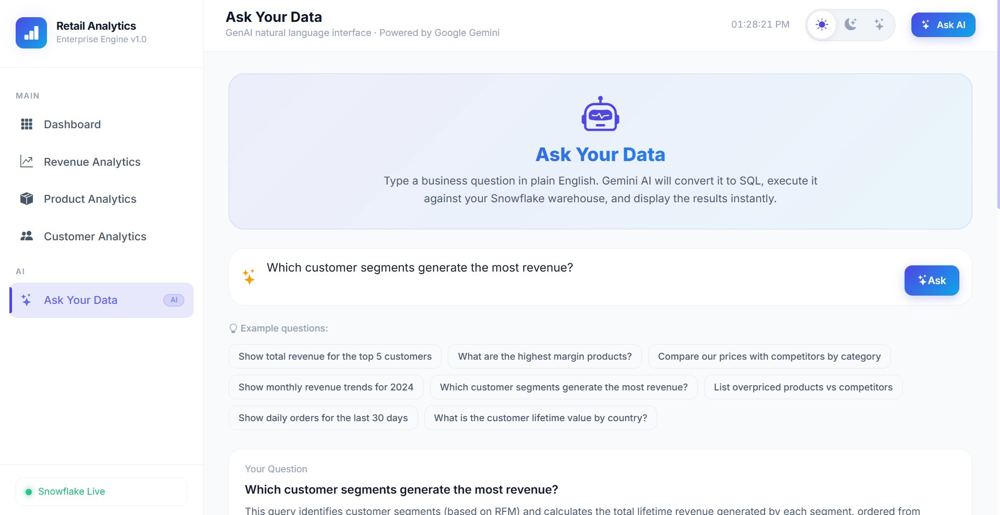 Retail Analytics
Enterprise Engine v1.0
MAIN
Dashboard
Revenue Analytics
Product Analytics
Customer Analytics
AI
Ask Your Data
AI
Snowflake Live
Ask Your Data
GenAI natural language interface · Powered by Google Gemini
01:28:21 PM
Ask AI
Ask Your Data
Type a business question in plain English. Gemini AI will convert it to SQL, execute it
against your Snowflake warehouse, and display the results instantly.
Which customer segments generate the most revenue?
Ask
Example questions:
Show total revenue for the top 5 customers
What are the highest margin products?
Compare our prices with competitors by category
Show monthly revenue trends for 2024
Which customer segments generate the most revenue?
List overpriced products vs competitors
Show daily orders for the last 30 days
What is the customer lifetime value by country?
Your Question
Which customer segments generate the most revenue?
This query identifies customer segments (based on RFM) and calculates the total lifetime revenue generated by each segment, ordered from